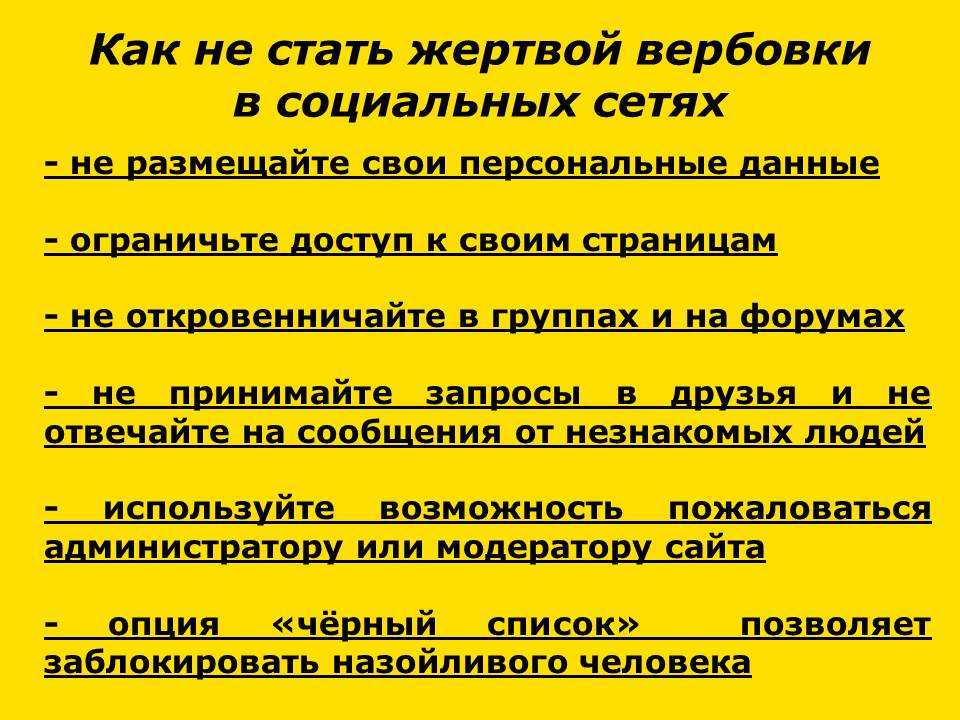 Как не стать жертвой вербовки
в социальных сетях
- не размещайте свои персональные данные
- ограничьте доступ к своим страницам
- не откровенничайте в группах и на форумах
- не принимайте запросы в друзья и не
отвечайте на сообщения от незнакомых людей
- используйте возможность пожаловаться
администратору или модератору сайта
- опция «чёрный список» позволяет
заблокировать назойливого человека